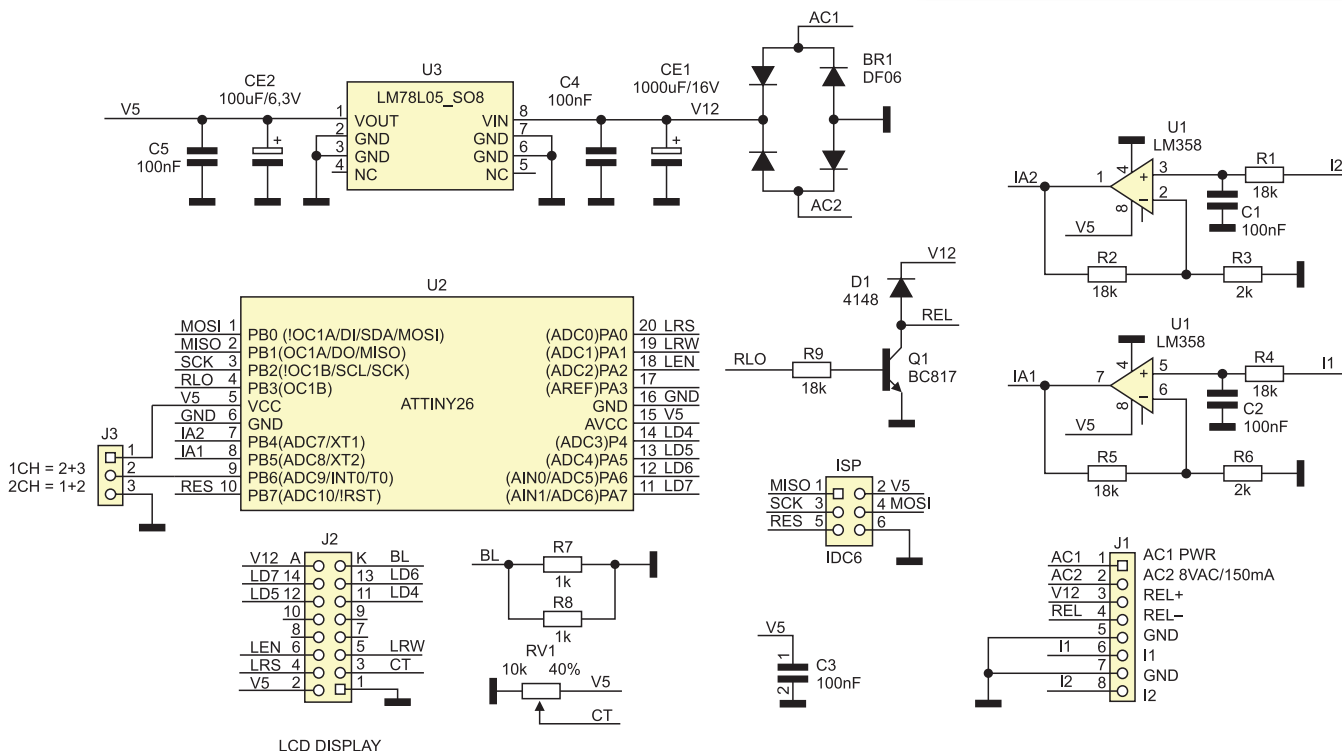 AC1
U3
BR1
DF06
CE2
100uF/6,3V
LM78L05_SO8
C4
100nF
CE1
1000uF/16V
V5
V12
1 VOUT VIN 8
2 GND GND 7
3 GND GND 6
4 NC NC 5
+
+
C5
100nF
AC2
U1
LM358
IA2
1
4
8
3
2
+
–
R1
18k
I2
C1
100nF
V5
R2
18k
R3
2k
U2
MOSI 1 PB0 (!OC1A/DI/SDA/MOSI) (ADC0)PA0 20 LRS
MISO 2 PB1(OC1A/DO/MISO) (ADC1)PA1 19 LRW
SCK 3 PB2(!OC1B/SCL/SCK) (ADC2)PA2 18 LEN
RLO 4 PB3(OC1B) (AREF)PA3 17
V5 5 VCC ATTINY26 GND 16 GND
GND 6 GND AVCC 15 V5
IA2 7 PB4(ADC7/XT1) (ADC3)P4 14 LD4
IA1 8 PB5(ADC8/XT2) (ADC4)PA5 13 LD5
9 PB6(ADC9/INT0/T0) (AIN0/ADC5)PA6 12 LD6
RES 10 PB7(ADC10/!RST) (AIN1/ADC6)PA7 11 LD7
J3
1
2
3
1CH = 2+3
2CH = 1+2
V12
D1
4148
REL
RLO
R9
18k
Q1
BC817
U1
LM358
IA1
7
4
8
5
6
+
–
R4
18k
I1
C2
100nF
V5
R5
18k
R6
2k
ISP
MISO 1 2 V5
SCK 3 4 MOSI
RES 5 6
IDC6
J2
V12 A K BL
LD7 14 13 LD6
LD5 12 11 LD4
10 9
8 7
LEN 6 5 LRW
LRS 4 3 CT
V5 2 1
LCD DISPLAY
BL
R7
1k
R8
1k
RV1
10k 40%
V5
CT
V5
1
2
C3
100nF
J1
AC1 1 AC1 PWR
AC2 2 AC2 8VAC/150mA
V12 3 REL+
REL 4 REL–
5 GND
I1 6 I1
7 GND
I2 8 I2